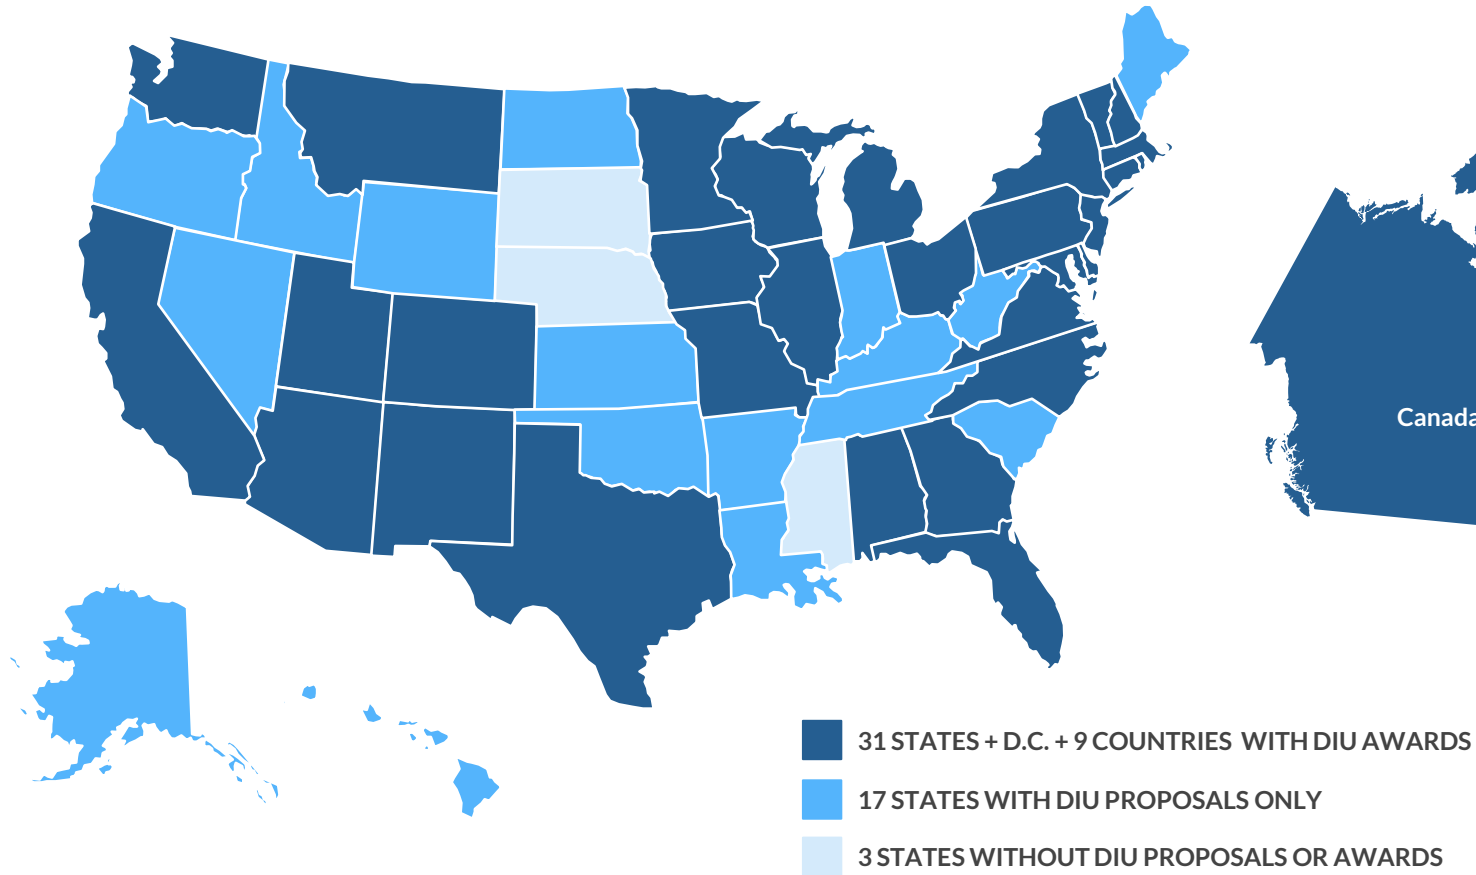 Canada
31 STATES + D.C. + 9 COUNTRIES WITH DIU AWARDS
17 STATES WITH DIU PROPOSALS ONLY
3 STATES WITHOUT DIU PROPOSALS OR AWARDS